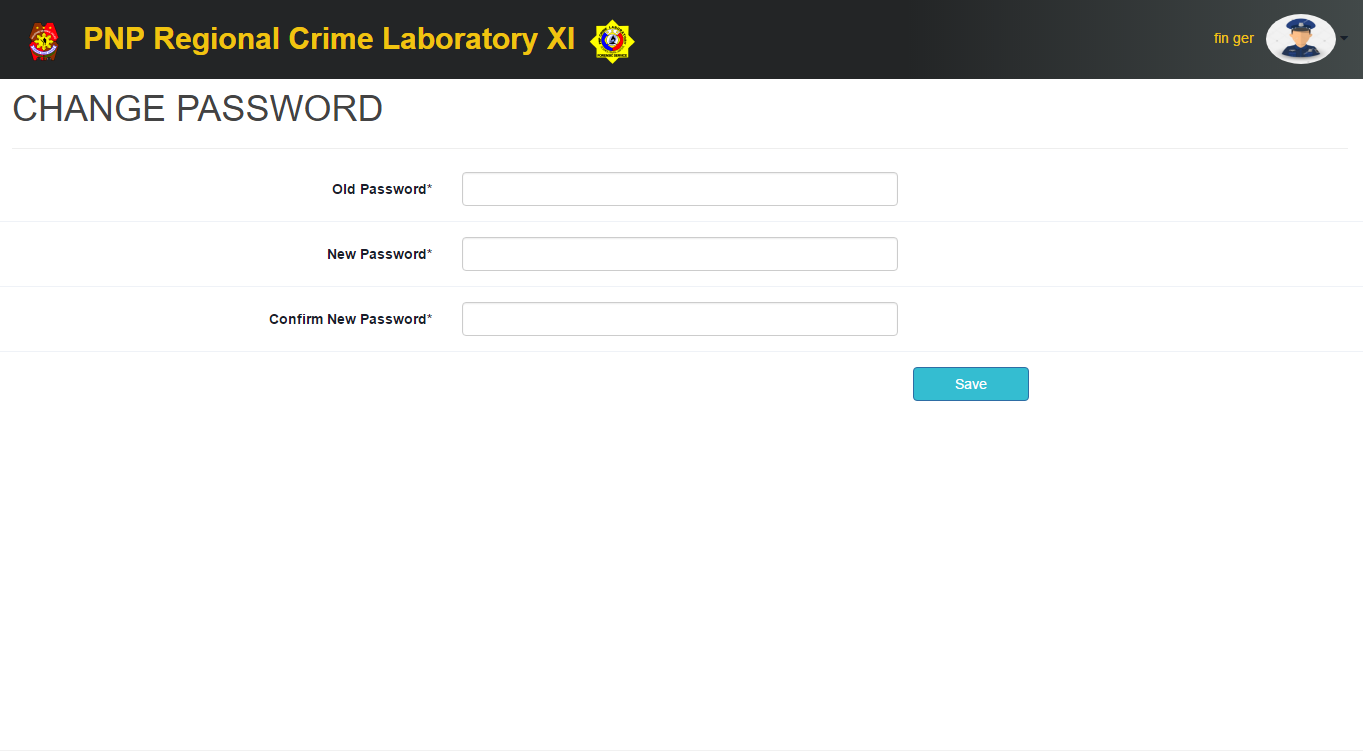 PNP Regional Crime Laboratory XI
fin ger
CHANGE PASSWORD
Old Password*
New Password*
Confirm New Password*
Save